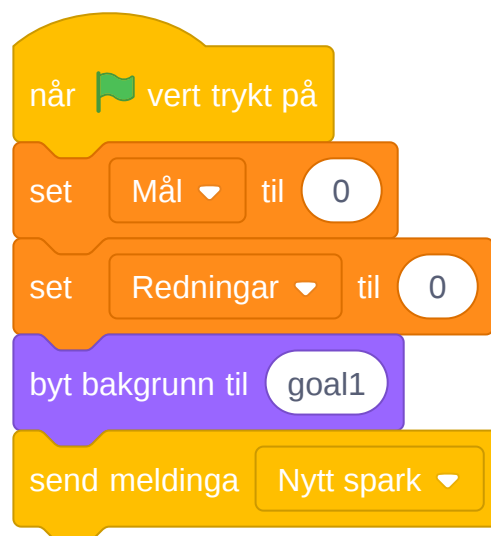 når vert trykt på
set Mål til 0
set Redningar til 0
byt bakgrunn til goal1
send meldinga Nytt spark